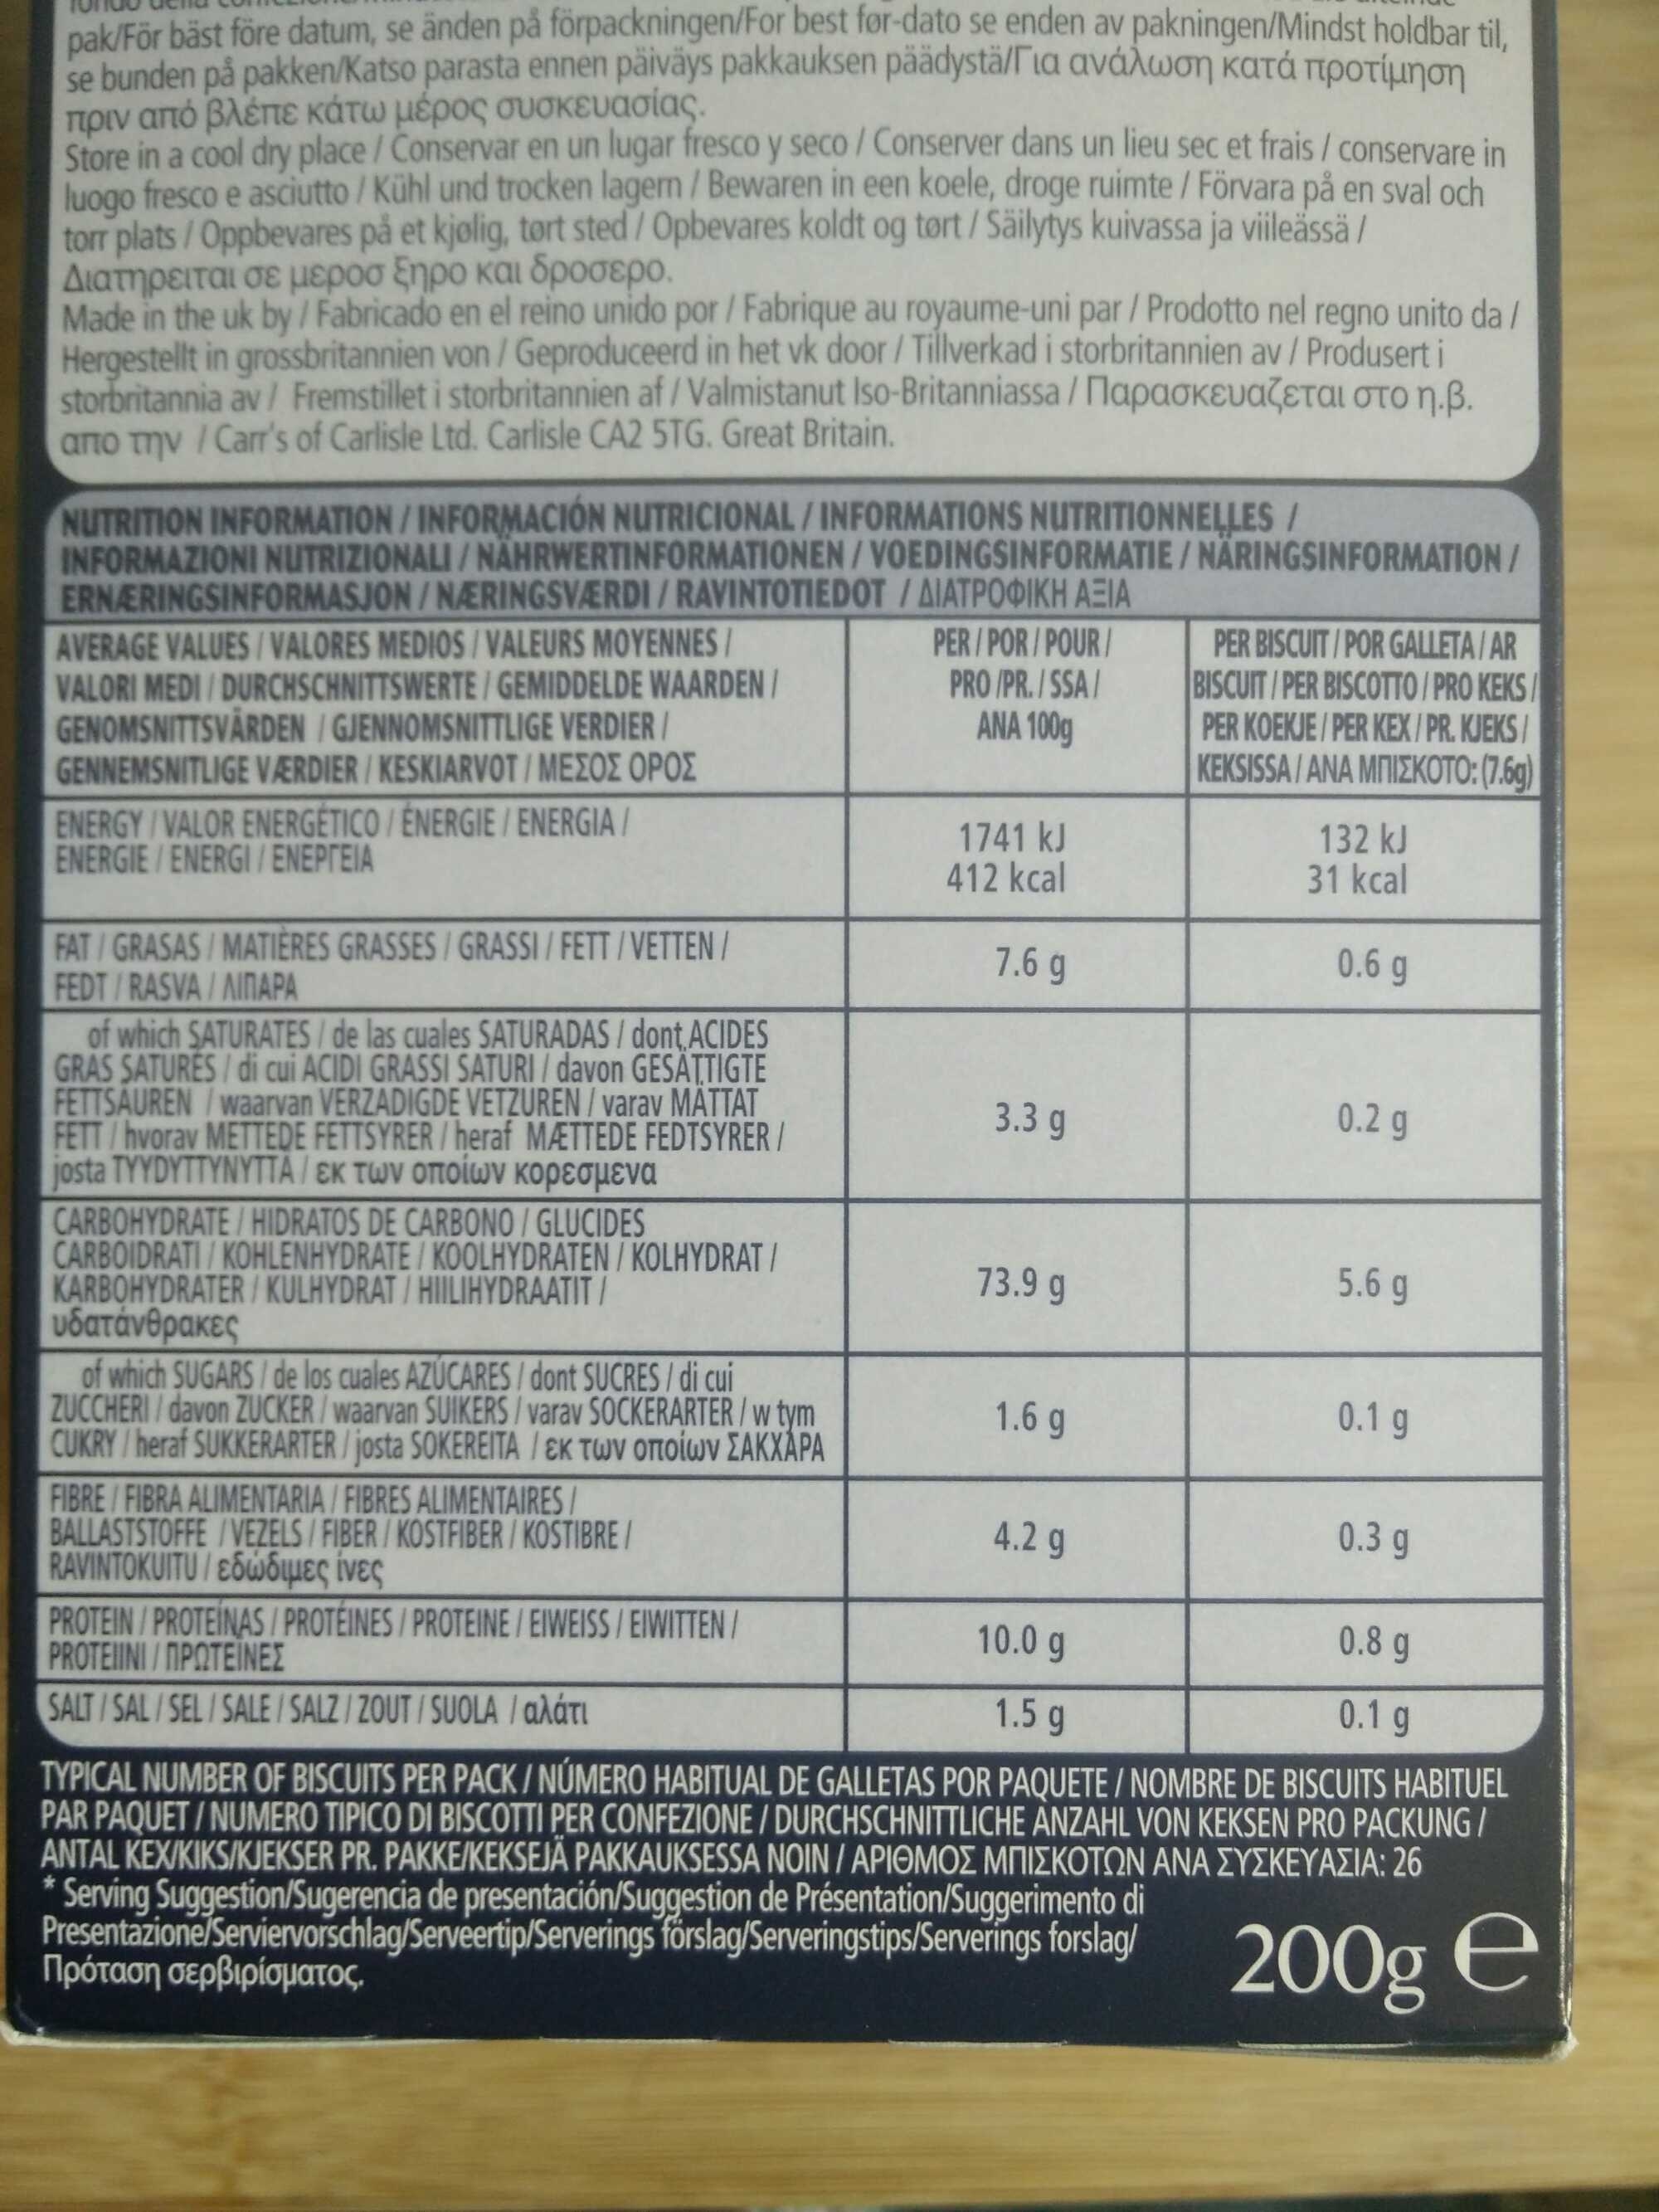 pak/För bäst före datum, se änden på förpackningen/For best før-dato se enden av pakningen/Mindst holdbar til,
se bunden på pakken/Katso parasta ennen päiväys pakkauksen päädystä/Για ανάλωση κατά προτίμηση
πριν από βλέπε κάτω μέρος συσκευασίας.
Store in a cool dry place / Conservar en un lugar fresco y seco / Conserver dans un lieu sec et frais / conservare in
luogo fresco e asciutto / Kühl und trocken lagern / Bewaren in een koele, droge ruimte / Förvara på en sval och
torr plats / Oppbevares på et kjølig, tørt sted / Opbevares koldt og tørt / Säilytys kuivassa ja viileässä /
Διατηρειται σε μεροσ ξηρο και δροσερο.
Made in the uk by / Fabricado en el reino unido por / Fabrique au royaume-uni par / Prodotto nel regno unito da /
Hergestellt in grossbritannien von / Geproduceerd in het vk door / Tillverkad i storbritannien av / Produsert i
storbritannia av / Fremstillet i storbritannien af / Valmistanut Iso-Britanniassa / Παρασκευαζεται στο η.β.
απο την / Carr's of Carlisle Ltd. Carlisle CA2 5TG. Great Britain.
NUTRITION INFORMATION / INFORMACIÓN NUTRICIONAL / INFORMATIONS NUTRITIONNELLES /
INFORMAZIONI NUTRIZIONALI / NÄHRWERTINFORMATIONEN / VOEDINGSINFORMATIE / NÄRINGSINFORMATION /
ERNÆRINGSINFORMASJON / NÆRINGSVÆRDI / RAVINTOTIEDOT / ΔΙΑΤΡΟΦΙΚΗ ΑΞΙΑ
AVERAGE VALUES / VALORES MEDIOS / VALEURS MOYENNES /
VALORI MEDI / DURCHSCHNITTSWERTE / GEMIDDELDE WAARDEN /
GENOMSNITTSVÄRDEN / GJENNOMSNITTLIGE VERDIER /
GENNEMSNITLIGE VÆRDIER / KESKIARVOT / ΜΕΣΟΣ ΟΡΟΣ
PER / POR / POUR /
PRO /PR. / SSA /
ANA 100g
PER BISCUIT / POR GALLETA / AR
BISCUIT / PER BISCOTTO / PRO KEKS /
PER KOEKJE / PER KEX / PR. KJEKS /
KEKSISSA / ΑΝΑ ΜΠΙΣΚΟΤΟ: (7.6g)
ENERGY / VALOR ENERGÉTICO / ÉNERGIE / ENERGIA /
ENERGIE / ENERGI / ΕΝΕΡΓΕΙΑ
1741 kJ
412 kcal
132 kJ
31 kcal
FAT / GRASAS / MATIÈRES GRASSES / GRASSI / FETT / VETTEN /
FEDT / RASVA / ΛΙΠΑΡΑ
7.6 g
0.6 g
of which SATURATES / de las cuales SATURADAS / dont ACIDES
GRAS SATURÉS / di cui ACIDI GRASSI SATURI / davon GESÄTTIGTE
FETTSÄUREN / waarvan VERZADIGDE VETZUREN / varav MÄTTAT
FETT / hvorav METTEDE FETTSYRER / heraf MÆTTEDE FEDTSYRER /
josta TYYDYTTYNYTTÄ / εκ των οποίων κορεσμενα
3.3 g
0.2 g
CARBOHYDRATE / HIDRATOS DE CARBONO / GLUCIDES
CARBOIDRATI / KOHLENHYDRATE / KOOLHYDRATEN / KOLHYDRAT /
KARBOHYDRATER / KULHYDRAT / HIILIHYDRAATIT /
υδατάνθρακες
73.9 g
5.6 g
of which SUGARS / de los cuales AZÚCARES / dont SUCRES / di cui
ZUCCHERI / davon ZUCKER / waarvan SUIKERS / varav SOCKERARTER / w tym
CUKRY / heraf SUKKERARTER / josta SOKEREITA / εκ των οποίων ΣΑΚΧΆΡΑ
1.6 g
0.1 g
FIBRE / FIBRA ALIMENTARIA / FIBRES ALIMENTAIRES /
BALLASTSTOFFE / VEZELS / FIBER / KOSTFIBER / KOSTIBRE /
RAVINTOKUITU / εδώδιμες ίνες
4.2 g
0.3 g
PROTEIN / PROTEÍNAS / PROTÉINES / PROTEINE / EIWEISS / EIWITTEN /
PROTEIINI / ΠΡΩΤΕΪΝΕΣ
10.0 g
0.8 g
SALT / SAL / SEL / SALE / SALZ / ZOUT / SUOLA / αλάτι
1.5 g
0.1 g
TYPICAL NUMBER OF BISCUITS PER PACK / NÚMERO HABITUAL DE GALLETAS POR PAQUETE / NOMBRE DE BISCUITS HABITUEL
PAR PAQUET / NUMERO TIPICO DI BISCOTTI PER CONFEZIONE / DURCHSCHNITTLICHE ANZAHL VON KEKSEN PRO PACKUNG /
ANTAL KEX/KIKS/KJEKSER PR. PAKKE/KEKSEJÄ PAKKAUKSESSA NOIN / ΑΡΙΘΜΟΣ ΜΠΙΣΚΟΤΩΝ ΑΝΑ ΣΥΣΚΕΥΑΣΙΑ: 26
* Serving Suggestion/Sugerencia de presentación/Suggestion de Présentation/Suggerimento di
Presentazione/Serviervorschlag/Serveertip/Serverings förslag/Serveringstips/Serverings forslag/
Πρόταση σερβιρίσματος.
200g e